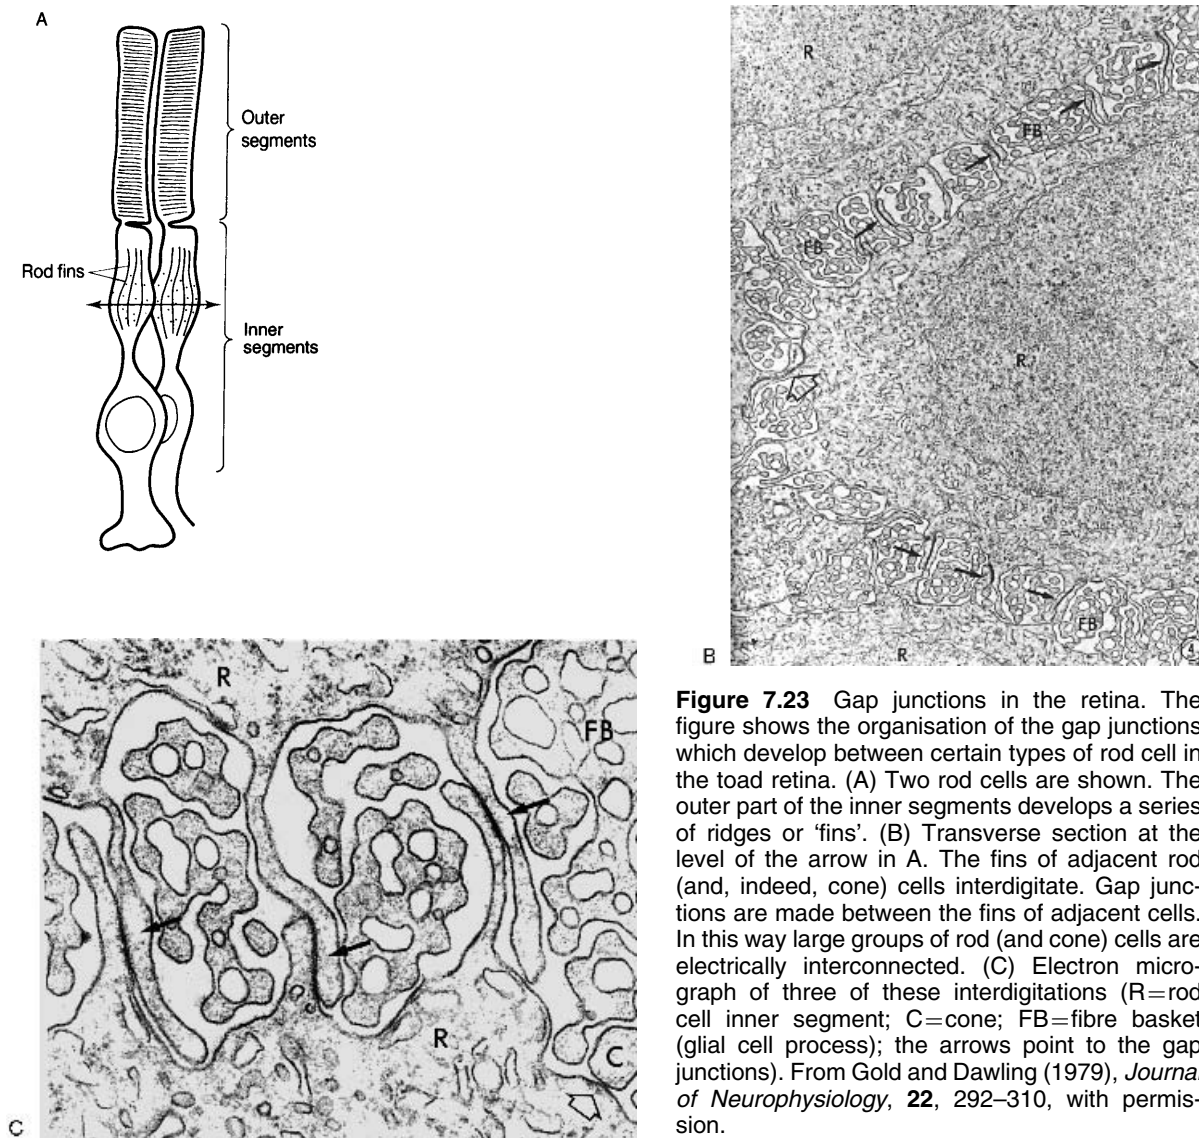 A
Outer
segments
Rod fins
Inner
segments
R
FB
FB
R
FB
R
4
B
R
FB
R
C
C
Figure 7.23 Gap junctions in the retina. The
figure shows the organisation of the gap junctions
which develop between certain types of rod cell in
the toad retina. (A) Two rod cells are shown. The
outer part of the inner segments develops a series
of ridges or ‘fins’. (B) Transverse section at the
level of the arrow in A. The fins of adjacent rod
(and, indeed, cone) cells interdigitate. Gap junc-
tions are made between the fins of adjacent cells.
In this way large groups of rod (and cone) cells are
electrically interconnected. (C) Electron micro-
graph of three of these interdigitations (R=rod
cell inner segment; C=cone; FB=fibre basket
(glial cell process); the arrows point to the gap
junctions). From Gold and Dawling (1979), Journal
of Neurophysiology, 22, 292–310, with permis-
sion.